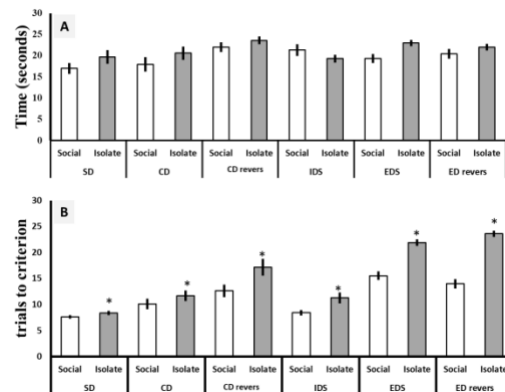 A
Time (seconds)
30
25
20
15
10
5
0
Social Isolate Social Isolate Social Isolate Social Isolate Social Isolate Social Isolate
SD CD CD revers IDS EDS ED revers
B
trials to criterion
30
25
20
15
10
5
0
* * * * * *
Social Isolate Social Isolate Social Isolate Social Isolate Social Isolate Social Isolate
SD CD CD revers IDS EDS ED revers